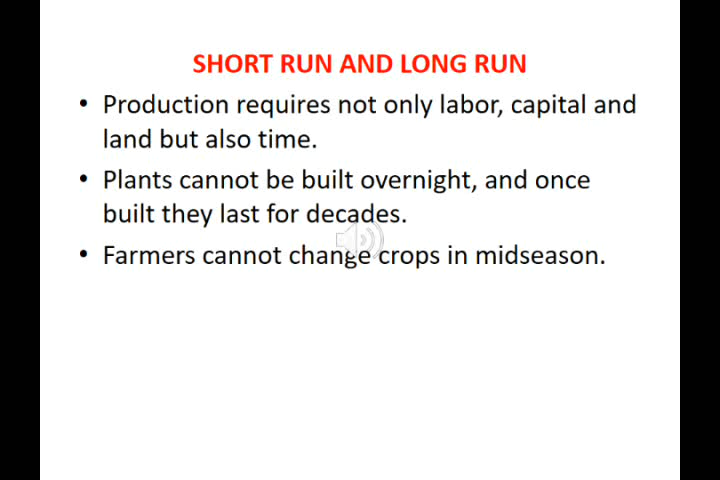 SHORT RUN AND LONG RUN
• Production requires not only labor, capital and
land but also time.
• Plants cannot be built overnight, and once
built they last for decades.
• Farmers cannot change crops in midseason.